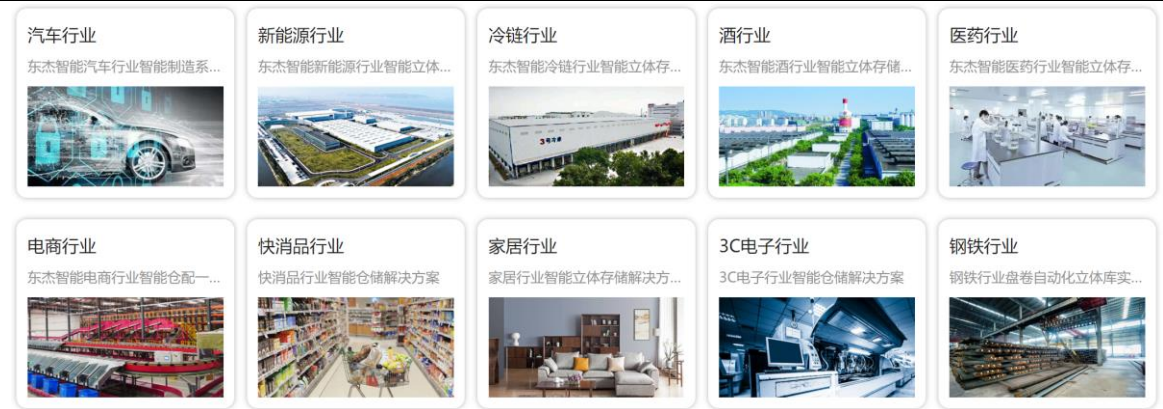 汽车行业
东杰智能汽车行业智能制造系...
新能源行业
东杰智能新能源行业智能立体...
冷链行业
东杰智能冷链行业智能立体存...
酒行业
东杰智能酒行业智能立体存储...
医药行业
东杰智能医药行业智能立体存...
电商行业
东杰智能电商行业智能仓配一...
快消品行业
快消品行业智能仓储解决方案
家居行业
家居行业智能立体存储解决方...
3C电子行业
3C电子行业智能仓储解决方案
钢铁行业
钢铁行业盘卷自动化立体库实...